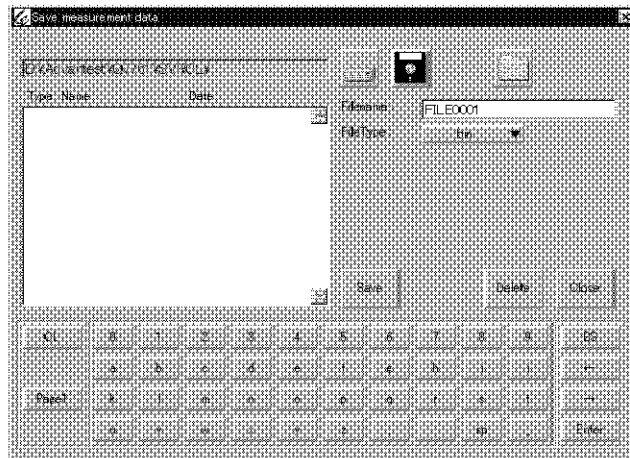 Save measurement data
Type Name Date
Filename FILE0001
FileType bin
Save Delete Close
CL 0 1 2 3 4 5 6 7 8 9 BS
a b c d e f g h i j ←
Page1 k l m n o p q r s t →
u v w x y z sp _ Enter